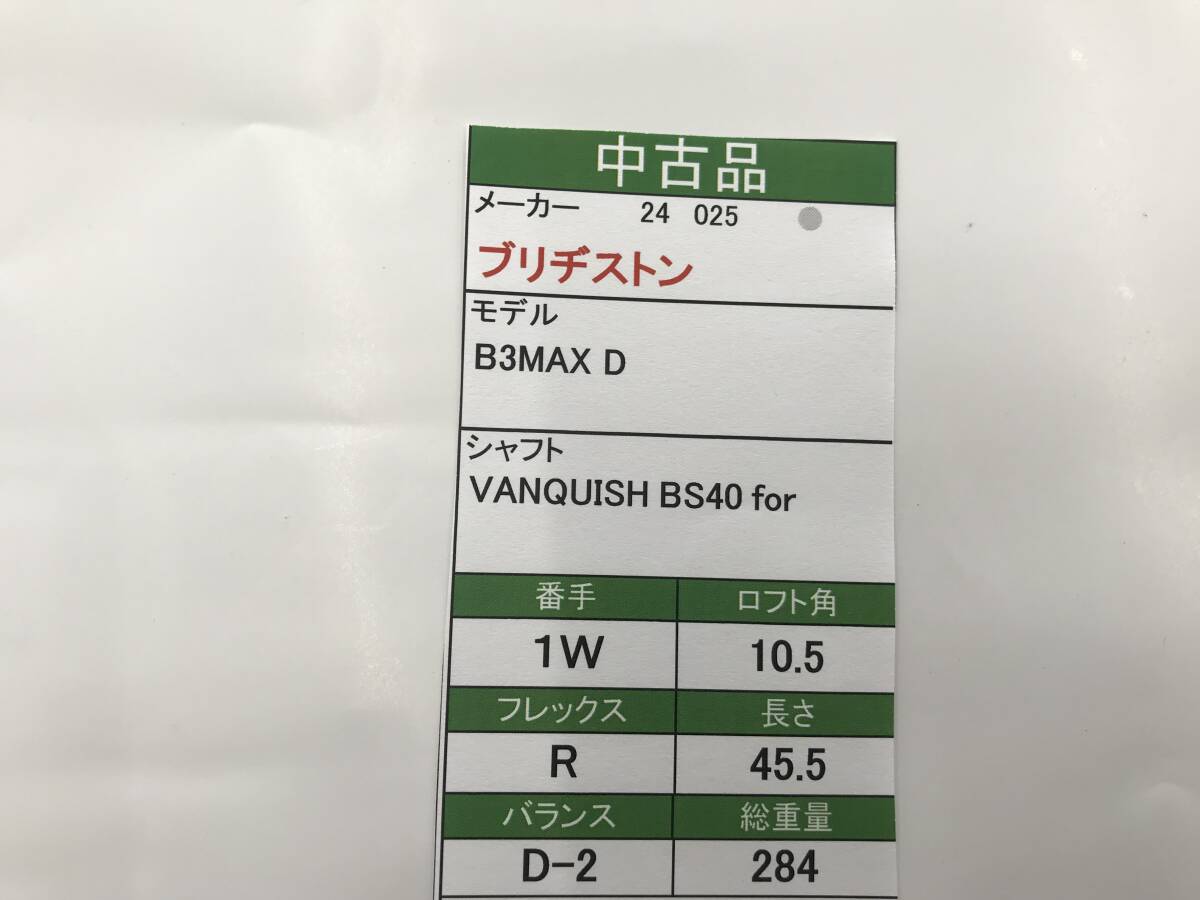 中古品
メーカー 24 025
ブリヂストン
モデル
B3MAX D
シャフト
VANQUISH BS40 for
番手 ロフト角
1W 10.5
フレックス 長さ
R 45.5
バランス 総重量
D-2 284